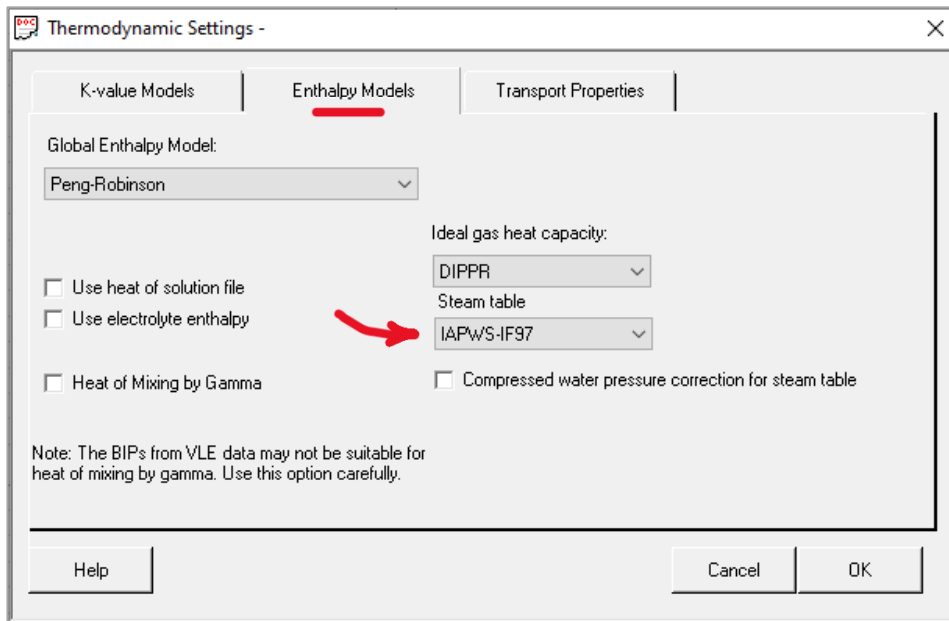 Thermodynamic Settings -
K-value Models
Enthalpy Models
Transport Properties
Global Enthalpy Model:
Peng-Robinson
Ideal gas heat capacity:
DIPPR
Use heat of solution file
Steam table
Use electrolyte enthalpy
IAPWS-IF97
Heat of Mixing by Gamma
Compressed water pressure correction for steam table
Note: The BIPs from VLE data may not be suitable for
heat of mixing by gamma. Use this option carefully.
Help
Cancel
OK